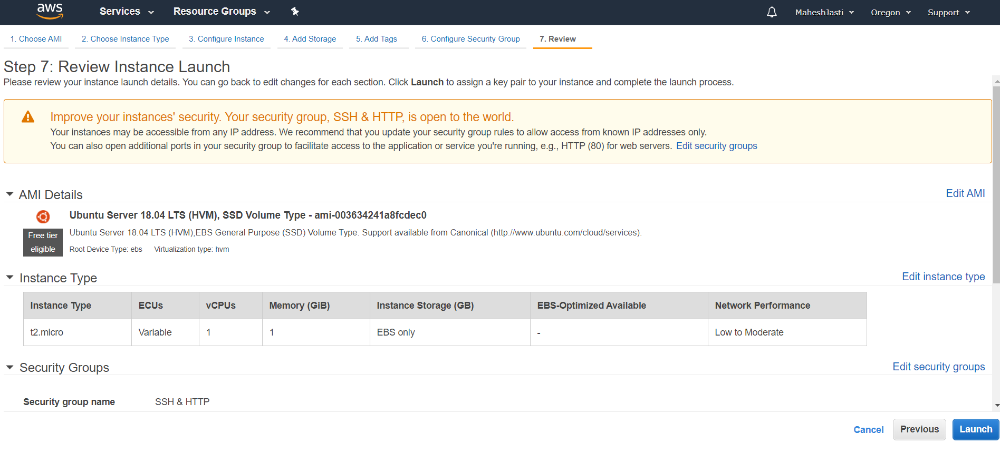 aws Services Resource Groups MaheshJasti Oregon Support
1. Choose AMI 2. Choose Instance Type 3. Configure Instance 4. Add Storage 5. Add Tags 6. Configure Security Group 7. Review
Step 7: Review Instance Launch
Please review your instance launch details. You can go back to edit changes for each section. Click Launch to assign a key pair to your instance and complete the launch process.
Improve your instances' security. Your security group, SSH & HTTP, is open to the world.
Your instances may be accessible from any IP address. We recommend that you update your security group rules to allow access from known IP addresses only.
You can also open additional ports in your security group to facilitate access to the application or service you're running, e.g., HTTP (80) for web servers. Edit security groups
AMI Details Edit AMI
Ubuntu Server 18.04 LTS (HVM), SSD Volume Type - ami-003634241a8fcdec0
Free tier eligible
Ubuntu Server 18.04 LTS (HVM),EBS General Purpose (SSD) Volume Type. Support available from Canonical (http://www.ubuntu.com/cloud/services).
Root Device Type: ebs Virtualization type: hvm
Instance Type Edit instance type
Instance Type ECUs vCPUs Memory (GiB) Instance Storage (GB) EBS-Optimized Available Network Performance
t2.micro Variable 1 1 EBS only - Low to Moderate
Security Groups Edit security groups
Security group name SSH & HTTP
Cancel Previous Launch